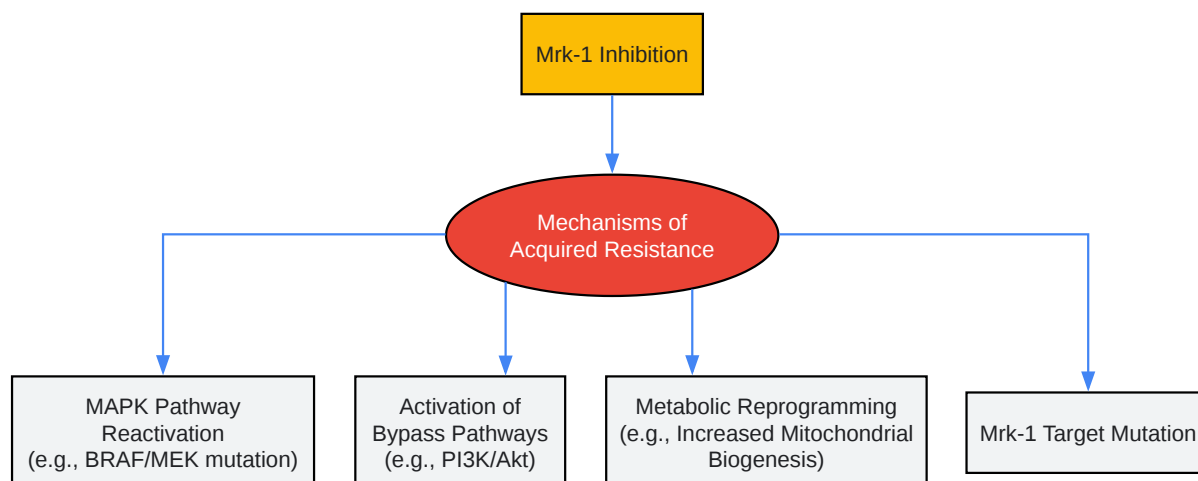 Mrk-1 Inhibition
Mechanisms of
Acquired Resistance
MAPK Pathway
Reactivation
(e.g., BRAF/MEK mutation)
Activation of
Bypass Pathways
(e.g., PI3K/Akt)
Metabolic Reprogramming
(e.g., Increased Mitochondrial
Biogenesis)
Mrk-1 Target Mutation